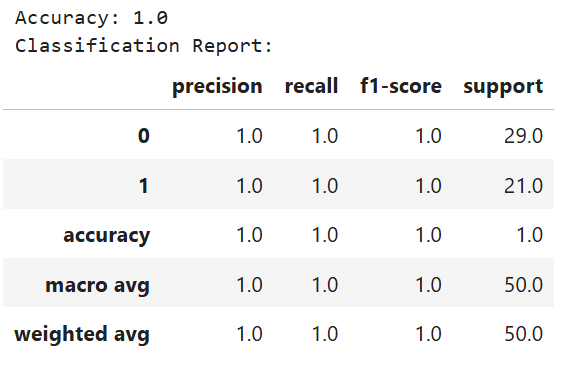 Accuracy: 1.0
Classification Report:
precision recall f1-score support
0 1.0 1.0 1.0 29.0
1 1.0 1.0 1.0 21.0
accuracy 1.0 1.0 1.0 1.0
macro avg 1.0 1.0 1.0 50.0
weighted avg 1.0 1.0 1.0 50.0